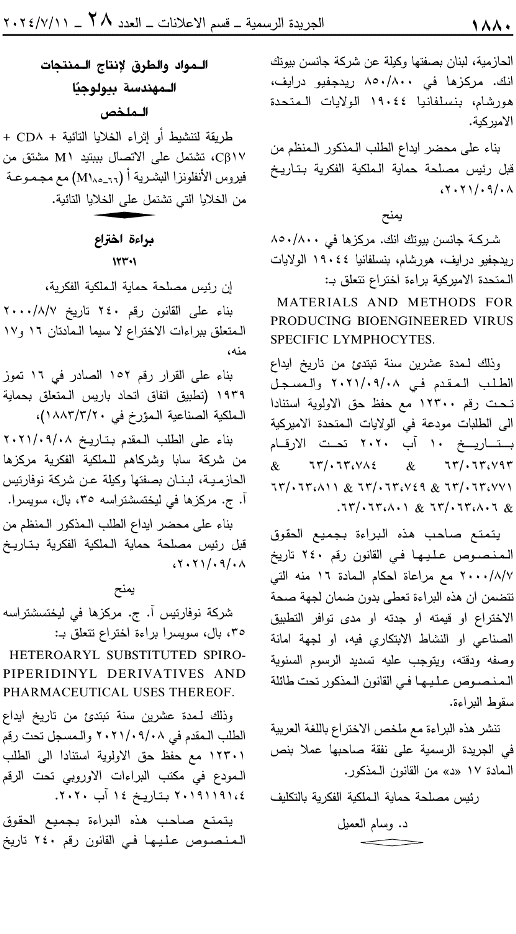 ١٨٨٠
الجريدة الرسمية ــ قسم الاعلانات ــ العدد ٢٨ ــ ٢٠٢٤/٧/١١
الحازمية، لبنان بصفتها وكيلة عن شركة جانسن بيوتك
انك. مركزها في ٨٥٠/٨٠٠ ريدجفيو درايف،
هورشام، بنسلفانيا ١٩٠٤٤ الولايات المتحدة
الاميركية.
بناء على محضر ايداع الطلب المذكور المنظم من
قبل رئيس مصلحة حماية الملكية الفكرية بتاريخ
٢٠٢١/٠٩/٠٨،
يمنح
شركة جانسن بيوتك انك. مركزها في ٨٥٠/٨٠٠
ريدجفيو درايف، هورشام، بنسلفانيا ١٩٠٤٤ الولايات
المتحدة الاميركية براءة اختراع تتعلق بـ:
MATERIALS AND METHODS FOR
PRODUCING BIOENGINEERED VIRUS
SPECIFIC LYMPHOCYTES.
وذلك لمدة عشرين سنة تبتدئ من تاريخ ايداع
الطلب المقدم في ٢٠٢١/٠٩/٠٨ والمسجل
تحت رقم ١٢٣٠٠ مع حفظ حق الاولوية استنادا
الى الطلبات مودعة في الولايات المتحدة الاميركية
بتاريخ ١٠ آب ٢٠٢٠ تحت الارقام
٦٣/٠٦٣،٧٩٣ & ٦٣/٠٦٣،٧٨٤ &
٦٣/٠٦٣،٧٧١ & ٦٣/٠٦٣،٧٤٩ & ٦٣/٠٦٣،٨١١
& ٦٣/٠٦٣،٨٠٦ & ٦٣/٠٦٣،٨٠١.
يتمتع صاحب هذه البراءة بجميع الحقوق
المنصوص عليها في القانون رقم ٢٤٠ تاريخ
٢٠٠٠/٨/٧ مع مراعاة احكام المادة ١٦ منه التي
تتضمن ان هذه البراءة تعطى بدون ضمان لجهة صحة
الاختراع او قيمته او جدته او مدى توافر التطبيق
الصناعي او النشاط الابتكاري فيه، او لجهة امانة
وصفه ودقته، ويتوجب عليه تسديد الرسوم السنوية
المنصوص عليها في القانون المذكور تحت طائلة
سقوط البراءة.
تنشر هذه البراءة مع ملخص الاختراع باللغة العربية
في الجريدة الرسمية على نفقة صاحبها عملا بنص
المادة ١٧ «د» من القانون المذكور.
رئيس مصلحة حماية الملكية الفكرية بالتكليف
د. وسام العميل
المواد والطرق لإنتاج المنتجات
المهندسة بيولوجيًا
الملخص
طريقة لتنشيط أو إثراء الخلايا التائية + CD٨ +
Cβ١٧، تشتمل على الاتصال ببيتيد M١ مشتق من
فيروس الأنفلونزا البشرية أ (M١٥٨_٦٦) مع مجموعة
من الخلايا التي تشتمل على الخلايا التائية.
براءة اختراع
١٢٣٠١
إن رئيس مصلحة حماية الملكية الفكرية،
بناء على القانون رقم ٢٤٠ تاريخ ٢٠٠٠/٨/٧
المتعلق ببراءات الاختراع لا سيما المادتان ١٦ و١٧
منه،
بناء على القرار رقم ١٥٢ الصادر في ١٦ تموز
١٩٣٩ (تطبيق اتفاق اتحاد باريس المتعلق بحماية
الملكية الصناعية المؤرخ في ١٨٨٣/٣/٢٠)،
بناء على الطلب المقدم بتاريخ ٢٠٢١/٠٩/٠٨
من شركة سابا وشركاهم للملكية الفكرية مركزها
الحازمية، لبنان بصفتها وكيلة عن شركة نوفارتيس
آ. ج. مركزها في ليختسشتراسه ٣٥، بال، سويسرا.
بناء على محضر ايداع الطلب المذكور المنظم من
قبل رئيس مصلحة حماية الملكية الفكرية بتاريخ
٢٠٢١/٠٩/٠٨،
يمنح
شركة نوفارتيس آ. ج. مركزها في ليختسشتراسه
٣٥، بال، سويسرا براءة اختراع تتعلق بـ:
HETEROARYL SUBSTITUTED SPIRO-
PIPERIDINYL DERIVATIVES AND
PHARMACEUTICAL USES THEREOF.
وذلك لمدة عشرين سنة تبتدئ من تاريخ ايداع
الطلب المقدم في ٢٠٢١/٠٩/٠٨ والمسجل تحت رقم
١٢٣٠١ مع حفظ حق الاولوية استنادا الى الطلب
المودع في مكتب البراءات الاوروبي تحت الرقم
٢٠١٩١١٩١،٤ بتاريخ ١٤ آب ٢٠٢٠.
يتمتع صاحب هذه البراءة بجميع الحقوق
المنصوص عليها في القانون رقم ٢٤٠ تاريخ